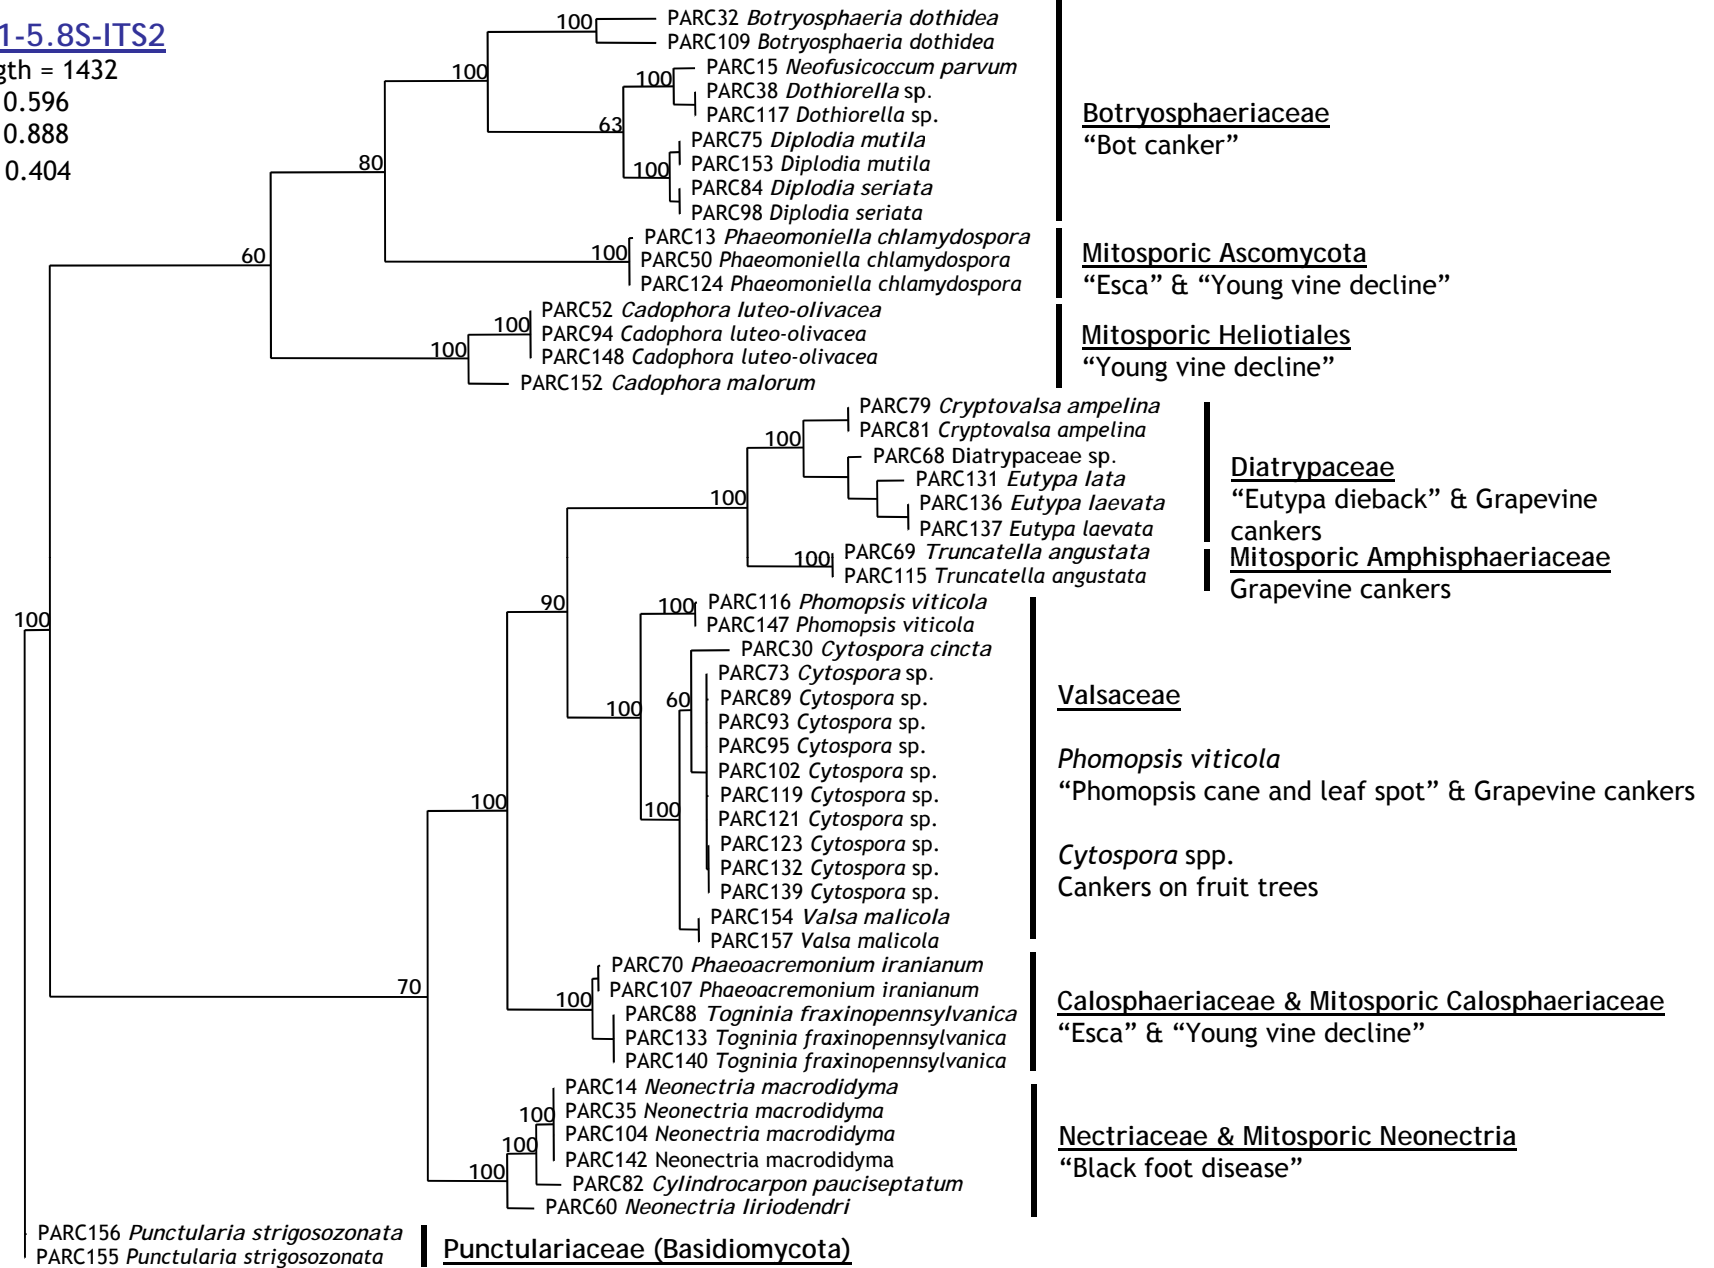 1-5.8S-ITS2
gth = 1432
0.596
0.888
0.404
100
PARC32 Botryosphaeria dothidea
PARC109 Botryosphaeria dothidea
100
100
PARC15 Neofusicoccum parvum
PARC38 Dothiorella sp.
PARC117 Dothiorella sp.
63
PARC75 Diplodia mutila
PARC153 Diplodia mutila
100
PARC84 Diplodia seriata
PARC98 Diplodia seriata
Botryosphaeriaceae
“Bot canker”
80
PARC13 Phaeomoniella chlamydospora
100
PARC50 Phaeomoniella chlamydospora
PARC124 Phaeomoniella chlamydospora
Mitosporic Ascomycota
“Esca” & “Young vine decline”
60
PARC52 Cadophora luteo-olivacea
100
PARC94 Cadophora luteo-olivacea
100
PARC148 Cadophora luteo-olivacea
PARC152 Cadophora malorum
Mitosporic Heliotiales
“Young vine decline”
PARC79 Cryptovalsa ampelina
PARC81 Cryptovalsa ampelina
100
PARC68 Diatrypaceae sp.
PARC131 Eutypa lata
100
PARC136 Eutypa laevata
PARC137 Eutypa laevata
Diatrypaceae
“Eutypa dieback” & Grapevine
cankers
100
PARC69 Truncatella angustata
PARC115 Truncatella angustata
Mitosporic Amphisphaeriaceae
Grapevine cankers
100
90
100
PARC116 Phomopsis viticola
PARC147 Phomopsis viticola
PARC30 Cytospora cincta
PARC73 Cytospora sp.
60
PARC89 Cytospora sp.
100
PARC93 Cytospora sp.
PARC95 Cytospora sp.
PARC102 Cytospora sp.
PARC119 Cytospora sp.
100
100
PARC121 Cytospora sp.
PARC123 Cytospora sp.
PARC132 Cytospora sp.
PARC139 Cytospora sp.
PARC154 Valsa malicola
PARC157 Valsa malicola
Valsaceae
Phomopsis viticola
“Phomopsis cane and leaf spot” & Grapevine cankers
Cytospora spp.
Cankers on fruit trees
70
PARC70 Phaeoacremonium iranianum
PARC107 Phaeoacremonium iranianum
100
PARC88 Togninia fraxinopennsylvanica
PARC133 Togninia fraxinopennsylvanica
PARC140 Togninia fraxinopennsylvanica
Calosphaeriaceae & Mitosporic Calosphaeriaceae
“Esca” & “Young vine decline”
PARC14 Neonectria macrodidyma
100
PARC35 Neonectria macrodidyma
PARC104 Neonectria macrodidyma
100
PARC142 Neonectria macrodidyma
100
PARC82 Cylindrocarpon pauciseptatum
PARC60 Neonectria liriodendri
Nectriaceae & Mitosporic Neonectria
“Black foot disease”
PARC156 Punctularia strigosozonata
PARC155 Punctularia strigosozonata
Punctulariaceae (Basidiomycota)